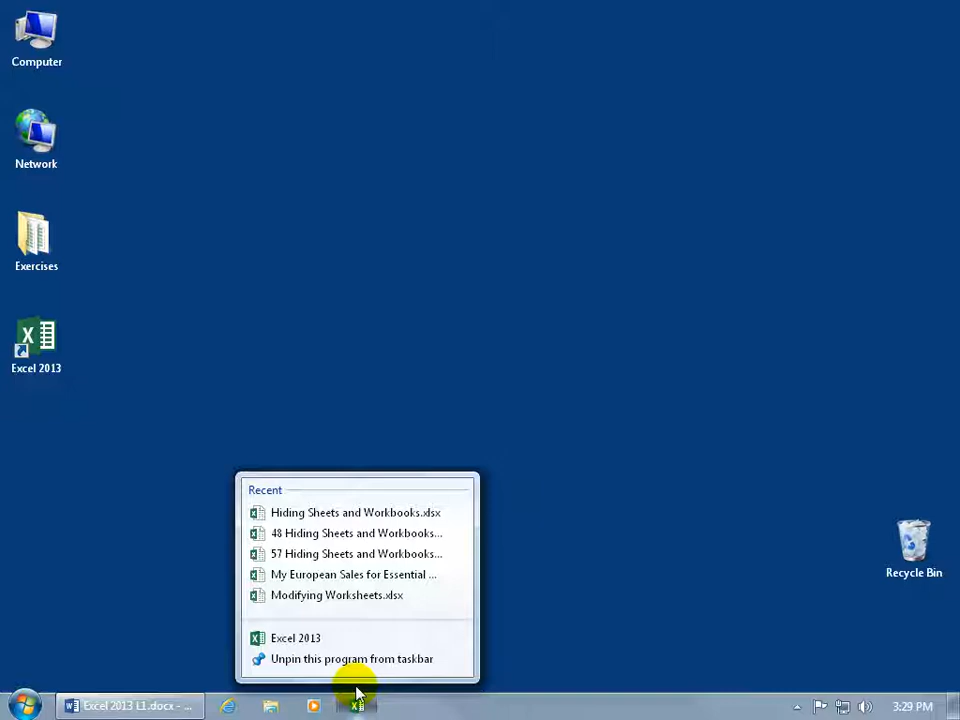 Computer
Network
Exercises
Excel 2013
Recent
Hiding Sheets and Workbooks.xlsx
48 Hiding Sheets and Workbooks...
57 Hiding Sheets and Workbooks...
My European Sales for Essential ...
Modifying Worksheets.xlsx
Excel 2013
Unpin this program from taskbar
Recycle Bin
Excel 2013 L1.docx - ...
3:29 PM